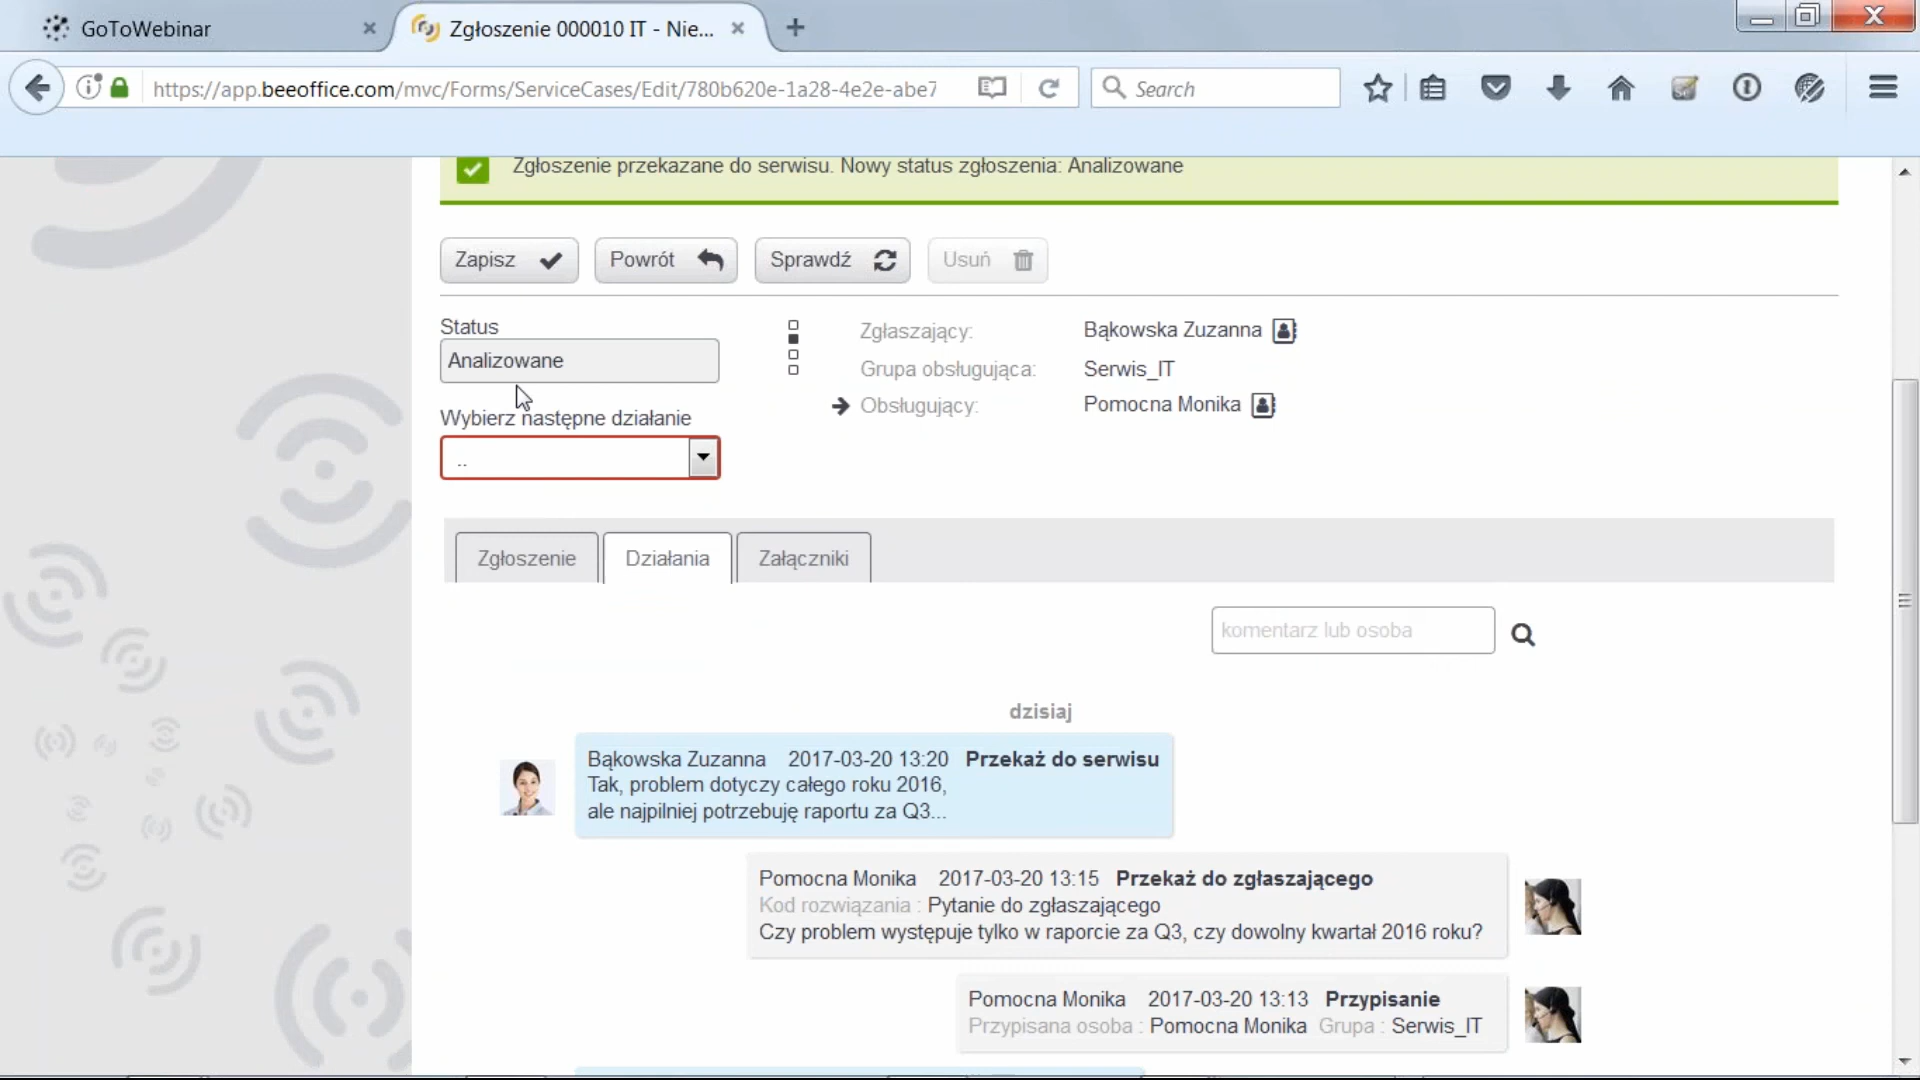 GoToWebinar
Zgłoszenie 000010 IT - Nie...
https://app.beeoffice.com/mvc/Forms/ServiceCases/Edit/780b620e-1a28-4e2e-abe7
Search
Zgłoszenie przekazane do serwisu. Nowy status zgłoszenia: Analizowane
Zapisz
Powrót
Sprawdź
Usuń
Status
Analizowane
Wybierz następne działanie
..
Zgłaszający: Bąkowska Zuzanna
Grupa obsługująca: Serwis_IT
Obsługujący: Pomocna Monika
Zgłoszenie
Działania
Załączniki
komentarz lub osoba
dzisiaj
Bąkowska Zuzanna 2017-03-20 13:20 Przekaż do serwisu
Tak, problem dotyczy całego roku 2016,
ale najpilniej potrzebuję raportu za Q3...
Pomocna Monika 2017-03-20 13:15 Przekaż do zgłaszającego
Kod rozwiązania : Pytanie do zgłaszającego
Czy problem występuje tylko w raporcie za Q3, czy dowolny kwartał 2016 roku?
Pomocna Monika 2017-03-20 13:13 Przypisanie
Przypisana osoba : Pomocna Monika Grupa : Serwis_IT